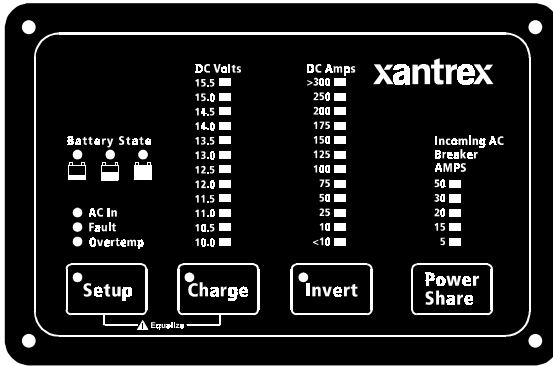 xantrex
DC Volts
15.5
15.0
14.5
14.0
13.5
13.0
12.5
12.0
11.5
11.0
10.5
10.0
DC Amps
>300
250
200
175
150
125
100
75
50
25
10
<10
Battery State
AC In
Fault
Overtemp
Incoming AC
Breaker
AMPS
50
30
20
15
5
Setup
Charge
Invert
Power
Share
Equalize